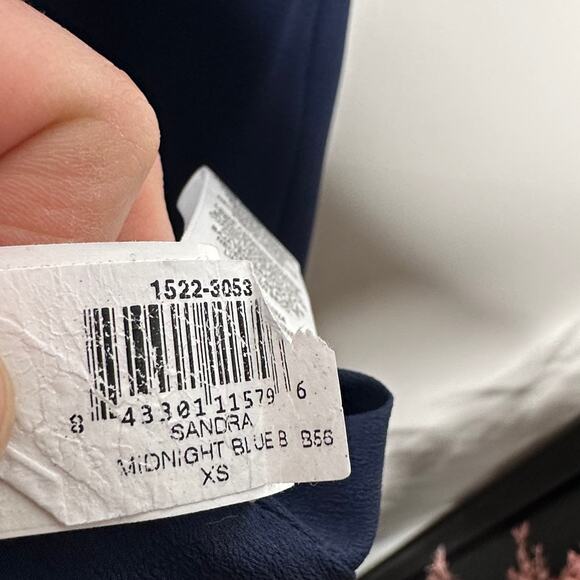 1522-3053
8 43301 11579 6
SANDRA
MIDNIGHT BLUE B B56
XS